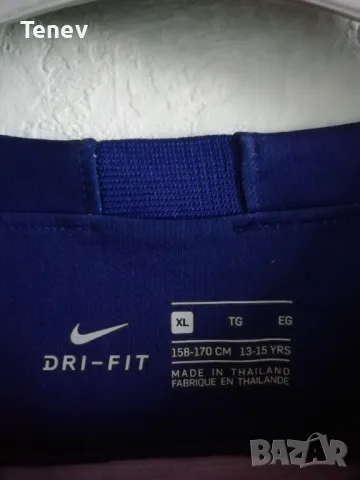 Tenev
XL TG EG
158-170 CM 13-15 YRS
DRI-FIT
MADE IN THAILAND
FABRIQUE EN THAILANDE
BAZAR